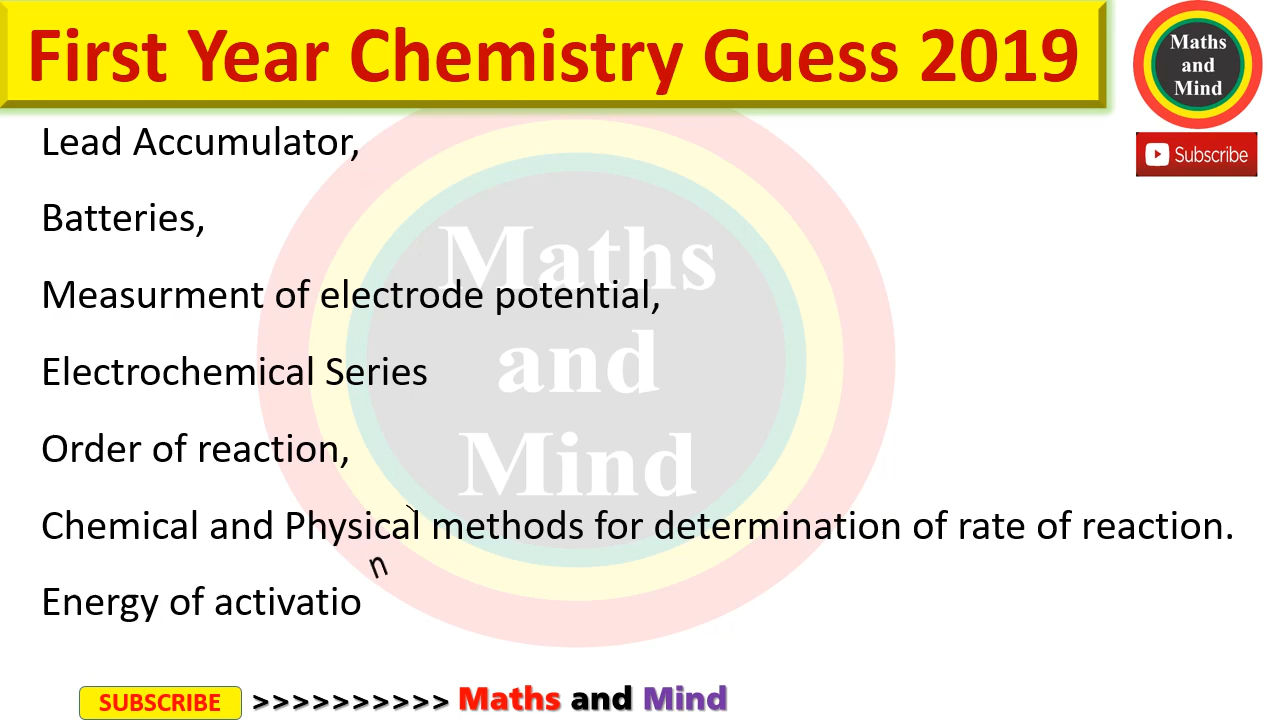 First Year Chemistry Guess 2019
Maths
and
Mind
Subscribe
Lead Accumulator,
Batteries,
Measurment of electrode potential,
Electrochemical Series
Order of reaction,
Chemical and Physical methods for determination of rate of reaction.
Energy of activation
Maths
and
Mind
SUBSCRIBE >>>>>>>>>> Maths and Mind